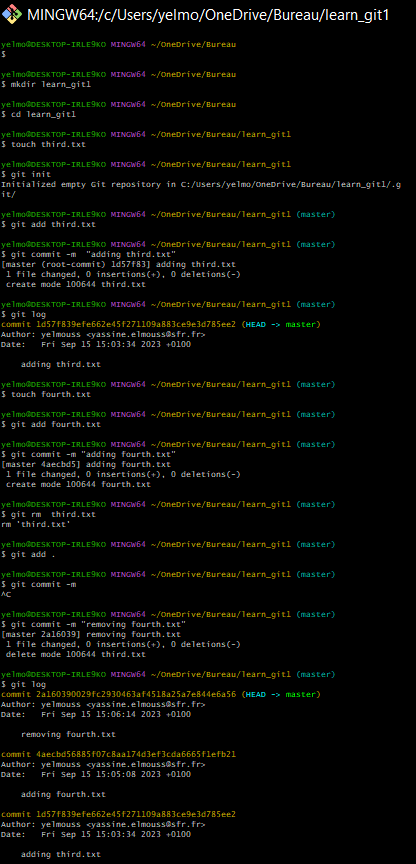 MINGW64:/c/Users/yelmo/OneDrive/Bureau/learn_git1
yelmo@DESKTOP-IRLE9KO MINGW64 ~/OneDrive/Bureau
$
yelmo@DESKTOP-IRLE9KO MINGW64 ~/OneDrive/Bureau
$ mkdir learn_git1
yelmo@DESKTOP-IRLE9KO MINGW64 ~/OneDrive/Bureau
$ cd learn_git1
yelmo@DESKTOP-IRLE9KO MINGW64 ~/OneDrive/Bureau/learn_git1
$ touch third.txt
yelmo@DESKTOP-IRLE9KO MINGW64 ~/OneDrive/Bureau/learn_git1
$ git init
Initialized empty Git repository in C:/Users/yelmo/OneDrive/Bureau/learn_git1/.g
it/
yelmo@DESKTOP-IRLE9KO MINGW64 ~/OneDrive/Bureau/learn_git1 (master)
$ git add third.txt
yelmo@DESKTOP-IRLE9KO MINGW64 ~/OneDrive/Bureau/learn_git1 (master)
$ git commit -m  "adding third.txt"
[master (root-commit) 1d57f83] adding third.txt
 1 file changed, 0 insertions(+), 0 deletions(-)
 create mode 100644 third.txt
yelmo@DESKTOP-IRLE9KO MINGW64 ~/OneDrive/Bureau/learn_git1 (master)
$ git log
commit 1d57f839efe662e45f271109a883ce9e3d785ee2 (HEAD -> master)
Author: yelmouss <yassine.elmouss@sfr.fr>
Date:   Fri Sep 15 15:03:34 2023 +0100
    adding third.txt
yelmo@DESKTOP-IRLE9KO MINGW64 ~/OneDrive/Bureau/learn_git1 (master)
$ touch fourth.txt
yelmo@DESKTOP-IRLE9KO MINGW64 ~/OneDrive/Bureau/learn_git1 (master)
$ git add fourth.txt
yelmo@DESKTOP-IRLE9KO MINGW64 ~/OneDrive/Bureau/learn_git1 (master)
$ git commit -m "adding fourth.txt"
[master 4aecbd5] adding fourth.txt
 1 file changed, 0 insertions(+), 0 deletions(-)
 create mode 100644 fourth.txt
yelmo@DESKTOP-IRLE9KO MINGW64 ~/OneDrive/Bureau/learn_git1 (master)
$ git rm  third.txt
rm 'third.txt'
yelmo@DESKTOP-IRLE9KO MINGW64 ~/OneDrive/Bureau/learn_git1 (master)
$ git add .
yelmo@DESKTOP-IRLE9KO MINGW64 ~/OneDrive/Bureau/learn_git1 (master)
$ git commit -m
^C
yelmo@DESKTOP-IRLE9KO MINGW64 ~/OneDrive/Bureau/learn_git1 (master)
$ git commit -m "removing fourth.txt"
[master 2a16039] removing fourth.txt
 1 file changed, 0 insertions(+), 0 deletions(-)
 delete mode 100644 third.txt
yelmo@DESKTOP-IRLE9KO MINGW64 ~/OneDrive/Bureau/learn_git1 (master)
$ git log
commit 2a160390029fc2930463af4518a25a7e844e6a56 (HEAD -> master)
Author: yelmouss <yassine.elmouss@sfr.fr>
Date:   Fri Sep 15 15:06:14 2023 +0100
    removing fourth.txt
commit 4aecbd56885f07c8aa174d3ef3cda6665f1efb21
Author: yelmouss <yassine.elmouss@sfr.fr>
Date:   Fri Sep 15 15:05:08 2023 +0100
    adding fourth.txt
commit 1d57f839efe662e45f271109a883ce9e3d785ee2
Author: yelmouss <yassine.elmouss@sfr.fr>
Date:   Fri Sep 15 15:03:34 2023 +0100
    adding third.txt